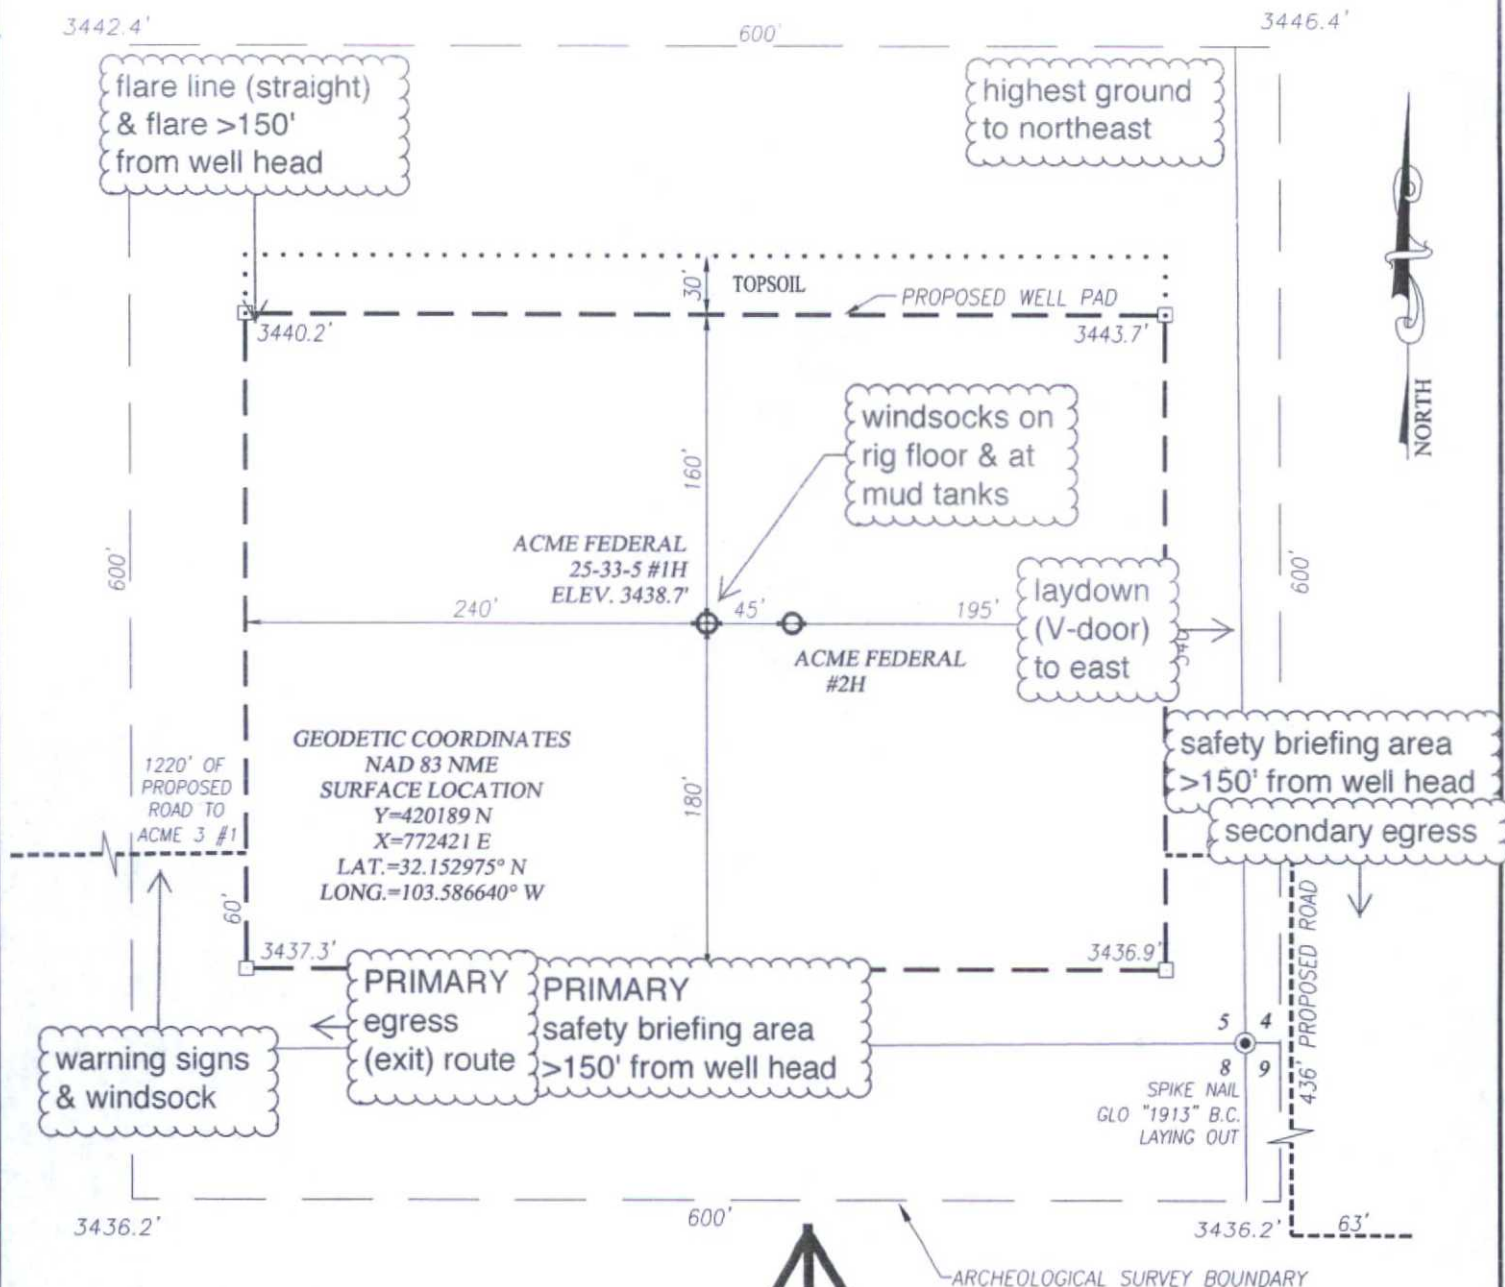 3442.4'
600'
3446.4'
flare line (straight)
& flare >150'
from well head
highest ground
to northeast
30'
TOPSOIL
PROPOSED WELL PAD
3440.2'
3443.7'
NORTH
windsocks on
rig floor & at
mud tanks
160'
ACME FEDERAL
25-33-5 #1H
ELEV. 3438.7'
600'
600'
240'
45'
195'
laydown
(V-door)
to east
ACME FEDERAL
#2H
GEODETIC COORDINATES
NAD 83 NME
SURFACE LOCATION
Y=420189 N
X=772421 E
LAT.=32.152975° N
LONG.=103.586640° W
180'
safety briefing area
>150' from well head
secondary egress
1220' OF
PROPOSED
ROAD TO
ACME 3 #1
60'
3437.3'
3436.9'
PRIMARY
egress
(exit) route
PRIMARY
safety briefing area
>150' from well head
warning signs
& windsock
5 4
8 9
SPIKE NAIL
GLO "1913" B.C.
LAYING OUT
436' PROPOSED ROAD
3436.2'
600'
3436.2'
63'
ARCHEOLOGICAL SURVEY BOUNDARY